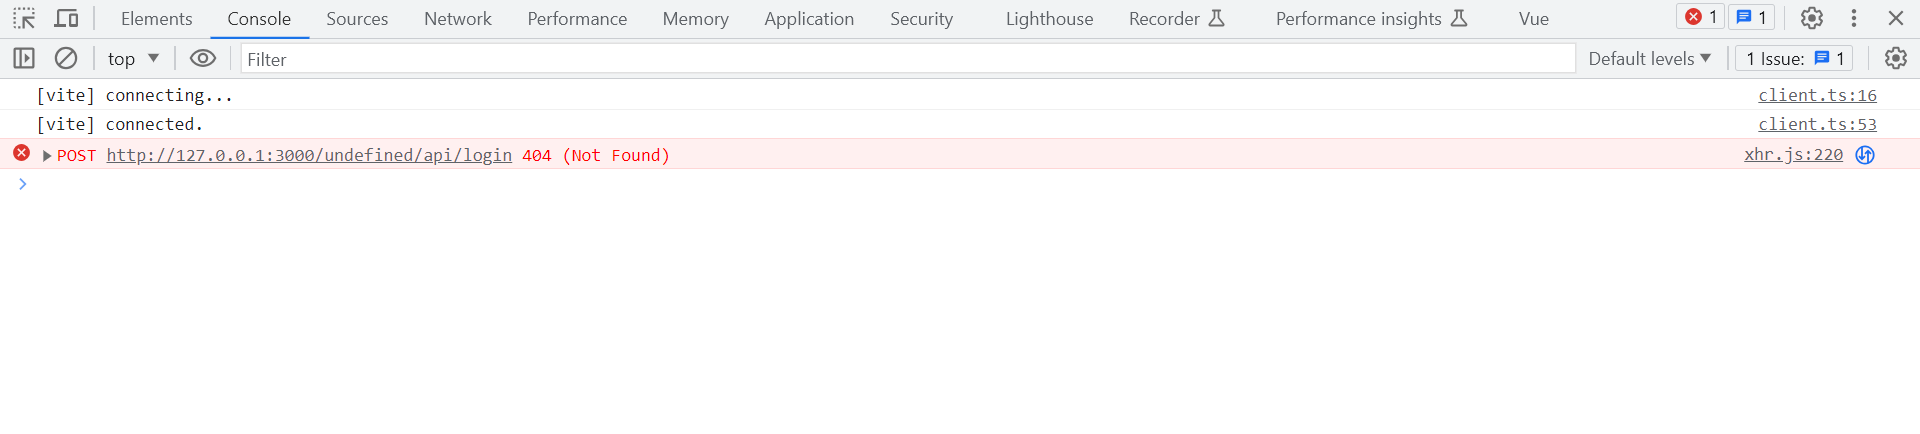 Elements Console Sources Network Performance Memory Application Security Lighthouse Recorder Performance insights Vue 1 1
top Filter Default levels 1 Issue: 1
[vite] connecting... client.ts:16
[vite] connected. client.ts:53
POST http://127.0.0.1:3000/undefined/api/login 404 (Not Found) xhr.js:220